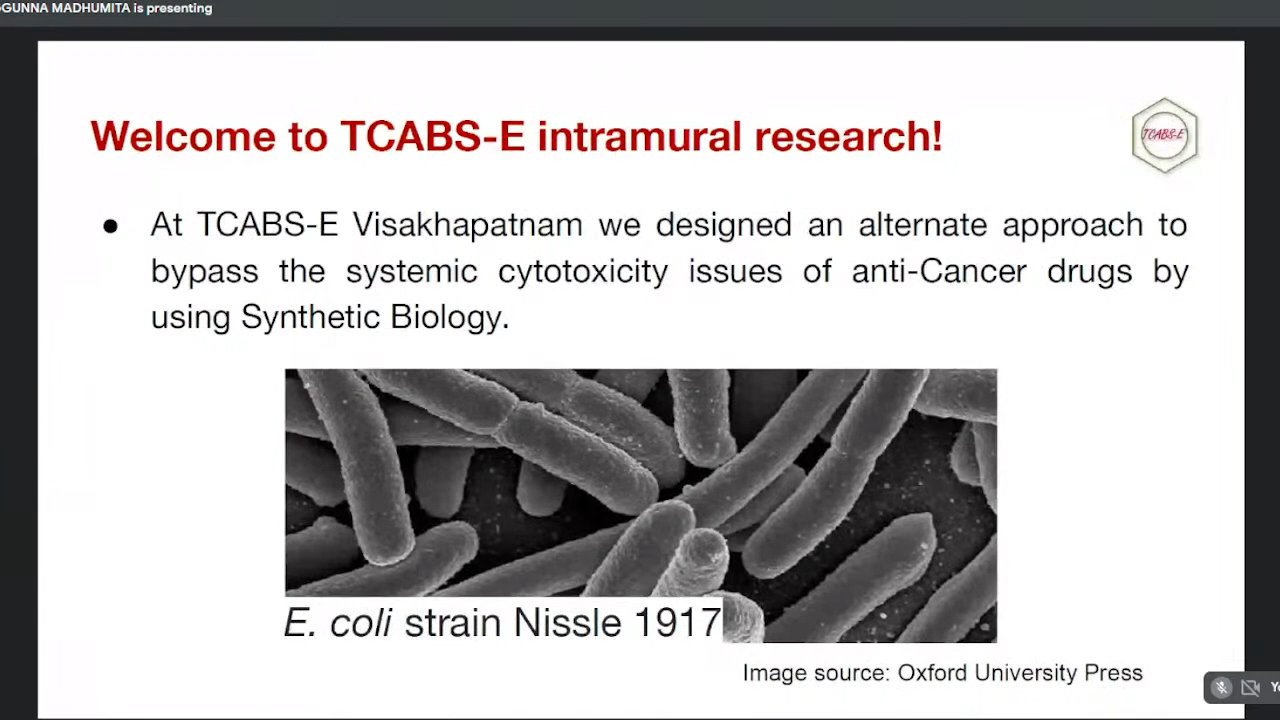 GUNNA MADHUMITA is presenting
Welcome to TCABS-E intramural research!
TCABS-E
● At TCABS-E Visakhapatnam we designed an alternate approach to
bypass the systemic cytotoxicity issues of anti-Cancer drugs by
using Synthetic Biology.
E. coli strain Nissle 1917
Image source: Oxford University Press